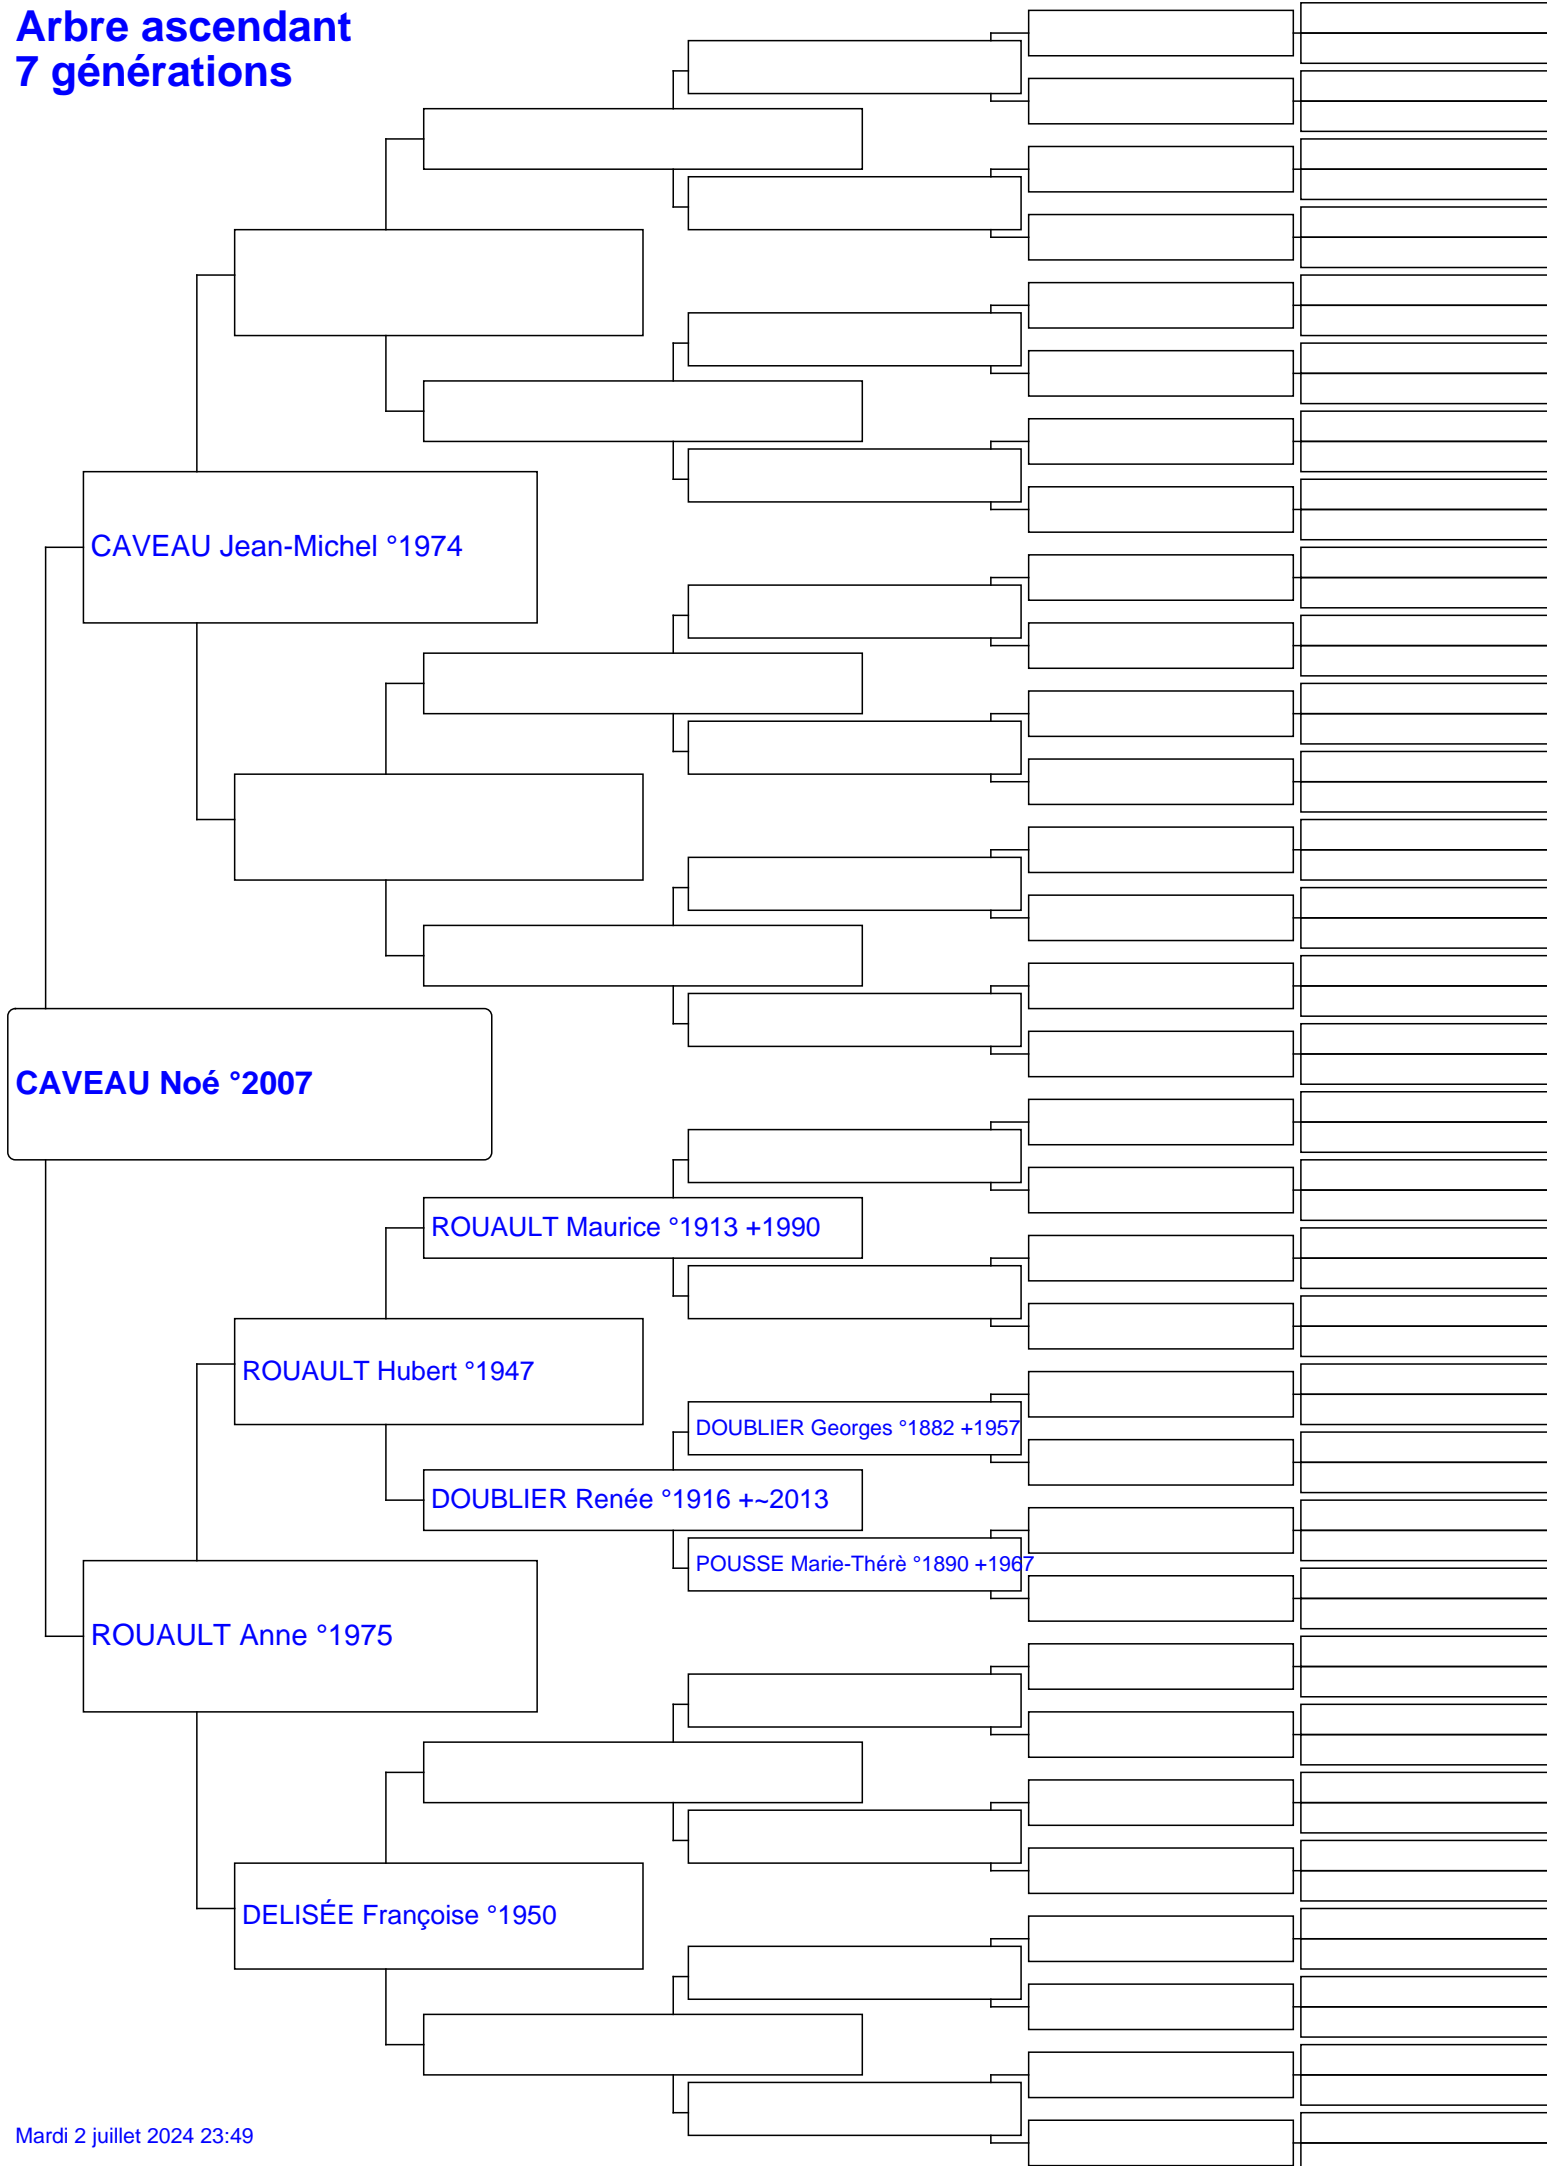 Arbre ascendant
7 générations
CAVEAU Jean-Michel °1974
CAVEAU Noé °2007
ROUAULT Maurice °1913 +1990
ROUAULT Hubert °1947
DOUBLIER Georges °1882 +1957
DOUBLIER Renée °1916 +~2013
POUSSE Marie-Thérè °1890 +1967
ROUAULT Anne °1975
DELISÉE Françoise °1950
Mardi 2 juillet 2024 23:49